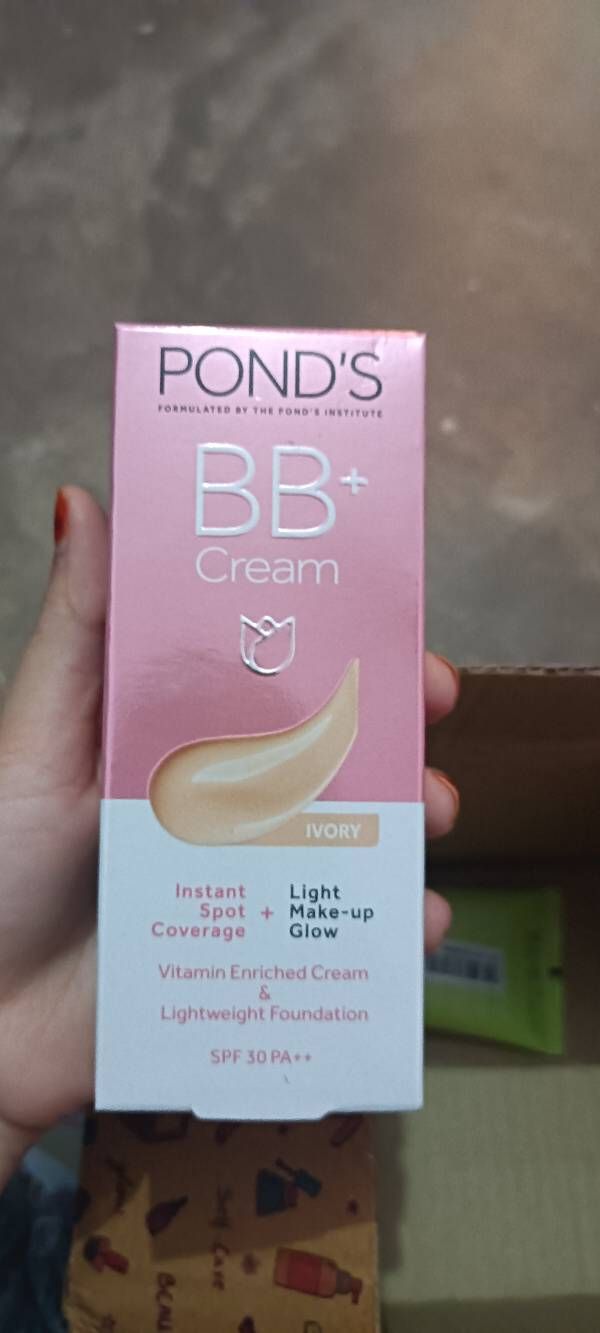 POND'S
FORMULATED BY THE POND'S INSTITUTE
BB+
Cream
IVORY
Instant
Spot
Coverage
+
Light
Make-up
Glow
Vitamin Enriched Cream
&
Lightweight Foundation
SPF 30 PA++